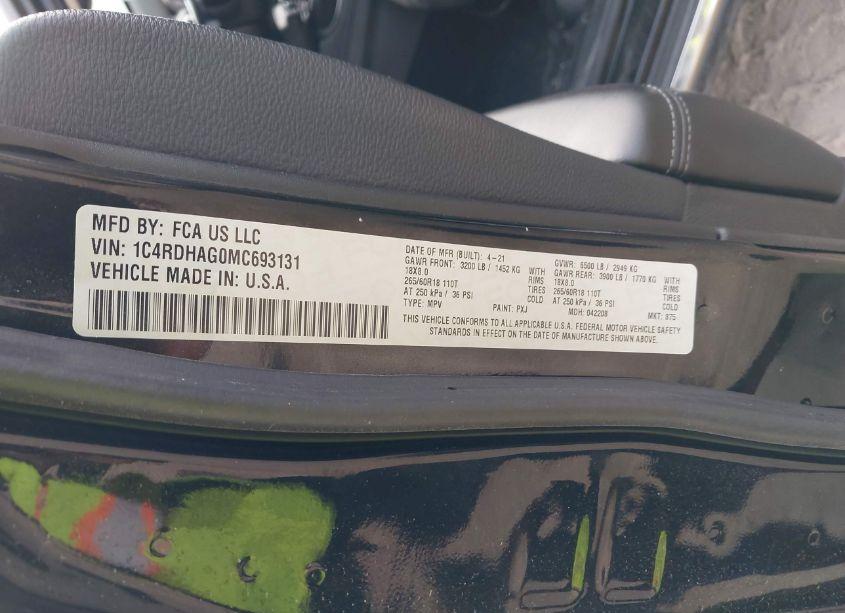 MFD BY: FCA US LLC
VIN: 1C4RDHAG0MC693131
VEHICLE MADE IN: U.S.A.
DATE OF MFR (BUILT): 4-21
GAWR FRONT: 3200 LB / 1452 KG WITH
18X8.0 RIMS
265/60R18 110T TIRES
AT 250 kPa / 36 PSI COLD
TYPE: MPV PAINT: PXJ
GVWR: 6500 LB / 2949 KG
GAWR REAR: 3900 LB / 1770 KG WITH
18X8.0 RIMS
265/60R18 110T TIRES
AT 250 kPa / 36 PSI COLD
MDH: 042208 MKT: 875
THIS VEHICLE CONFORMS TO ALL APPLICABLE U.S.A. FEDERAL MOTOR VEHICLE SAFETY
STANDARDS IN EFFECT ON THE DATE OF MANUFACTURE SHOWN ABOVE.